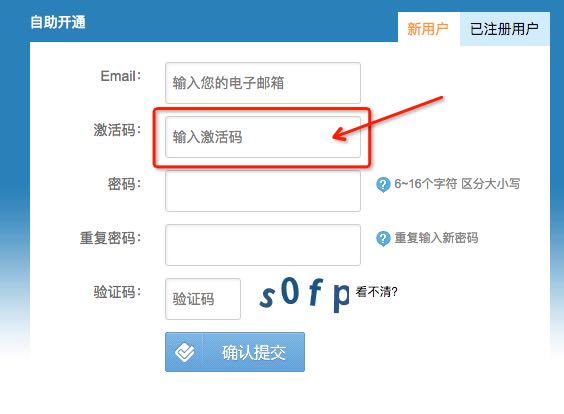 自助开通
新用户 已注册用户
Email：
输入您的电子邮箱
激活码：
输入激活码
密码：
6~16个字符 区分大小写
重复密码：
重复输入新密码
验证码：
验证码
s0fp 看不清?
确认提交